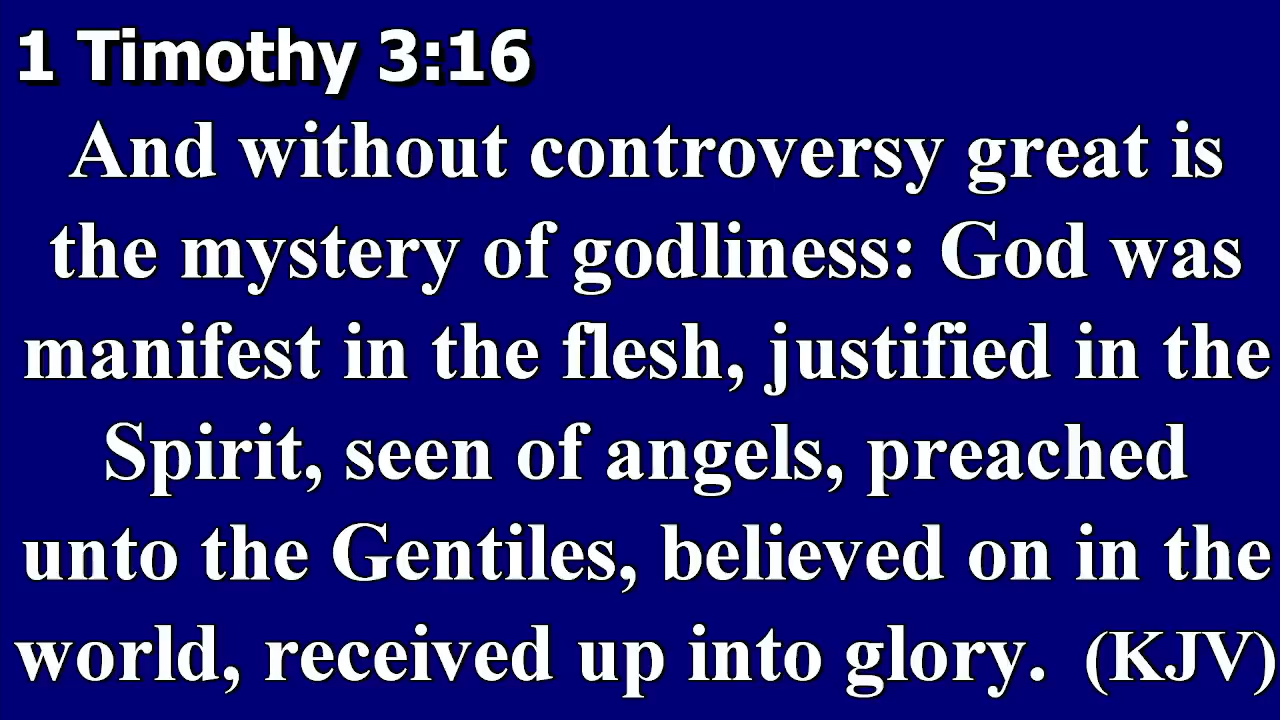 1 Timothy 3:16
And without controversy great is
the mystery of godliness: God was
manifest in the flesh, justified in the
Spirit, seen of angels, preached
unto the Gentiles, believed on in the
world, received up into glory. (KJV)